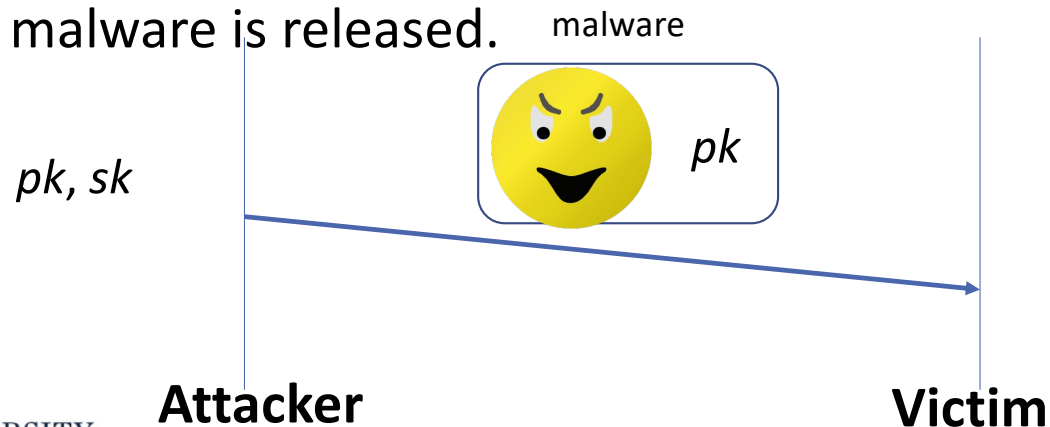 malware is released.
malware
pk
pk, sk
Attacker
Victim